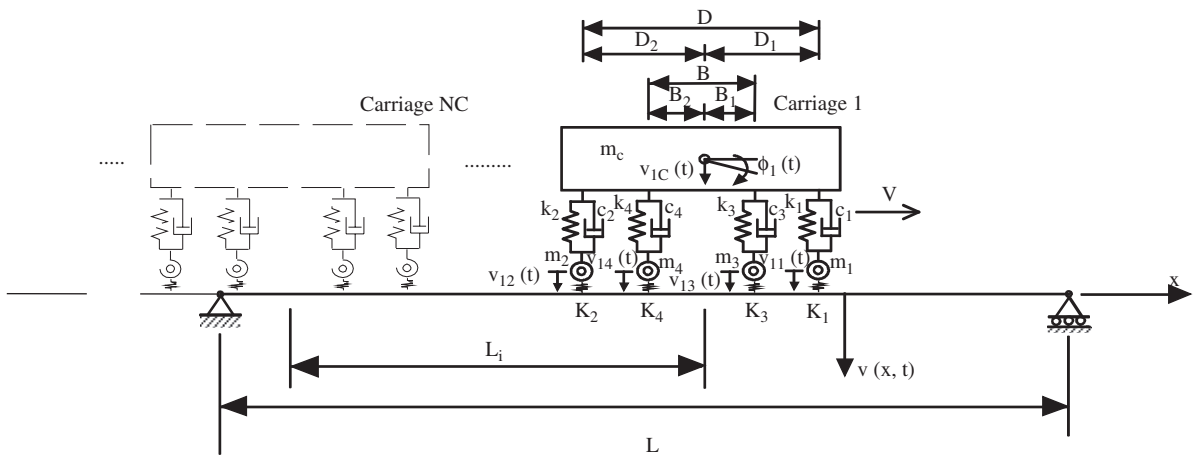 D
D₂ D₁
B
Carriage NC B₂ B₁ Carriage 1
..... .........
m_c v₁C (t) ϕ₁ (t)
V
k₂ c₂ k₄ c₄ k₃ c₃ k₁ c₁
m₂ v₁₄ (t) m₄ m₃ v₁₁ (t) m₁
v₁₂ (t) v₁₃ (t)
x
K₂ K₄ K₃ K₁
Lᵢ
v (x, t)
L